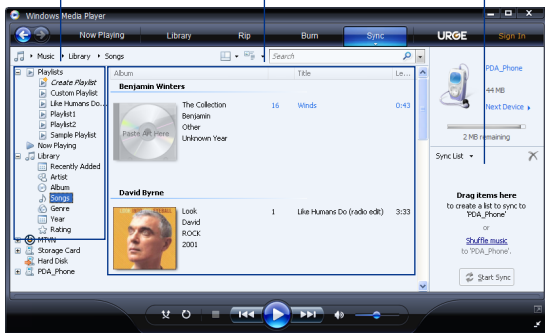 Windows Media Player
Now Playing Library Rip Burn Sync URGE Sign In
Music Library Songs Search
Playlists
Create Playlist
Custom Playlist
Like Humans Do...
Playlist1
Playlist2
Sample Playlist
Now Playing
Library
Recently Added
Artist
Album
Songs
Genre
Year
Rating
MTVN
Storage Card
Hard Disk
PDA_Phone
Album Title Le...
Benjamin Winters
Paste Art Here
The Collection 16 Winds 0:43
Benjamin
Other
Unknown Year
David Byrne
Look 1 Like Humans Do (radio edit) 3:33
David
ROCK
2001
PDA_Phone
44 MB
Next Device
2 MB remaining
Sync List
Drag items here
to create a list to sync to
'PDA_Phone'
or
Shuffle music
to 'PDA_Phone'.
Start Sync